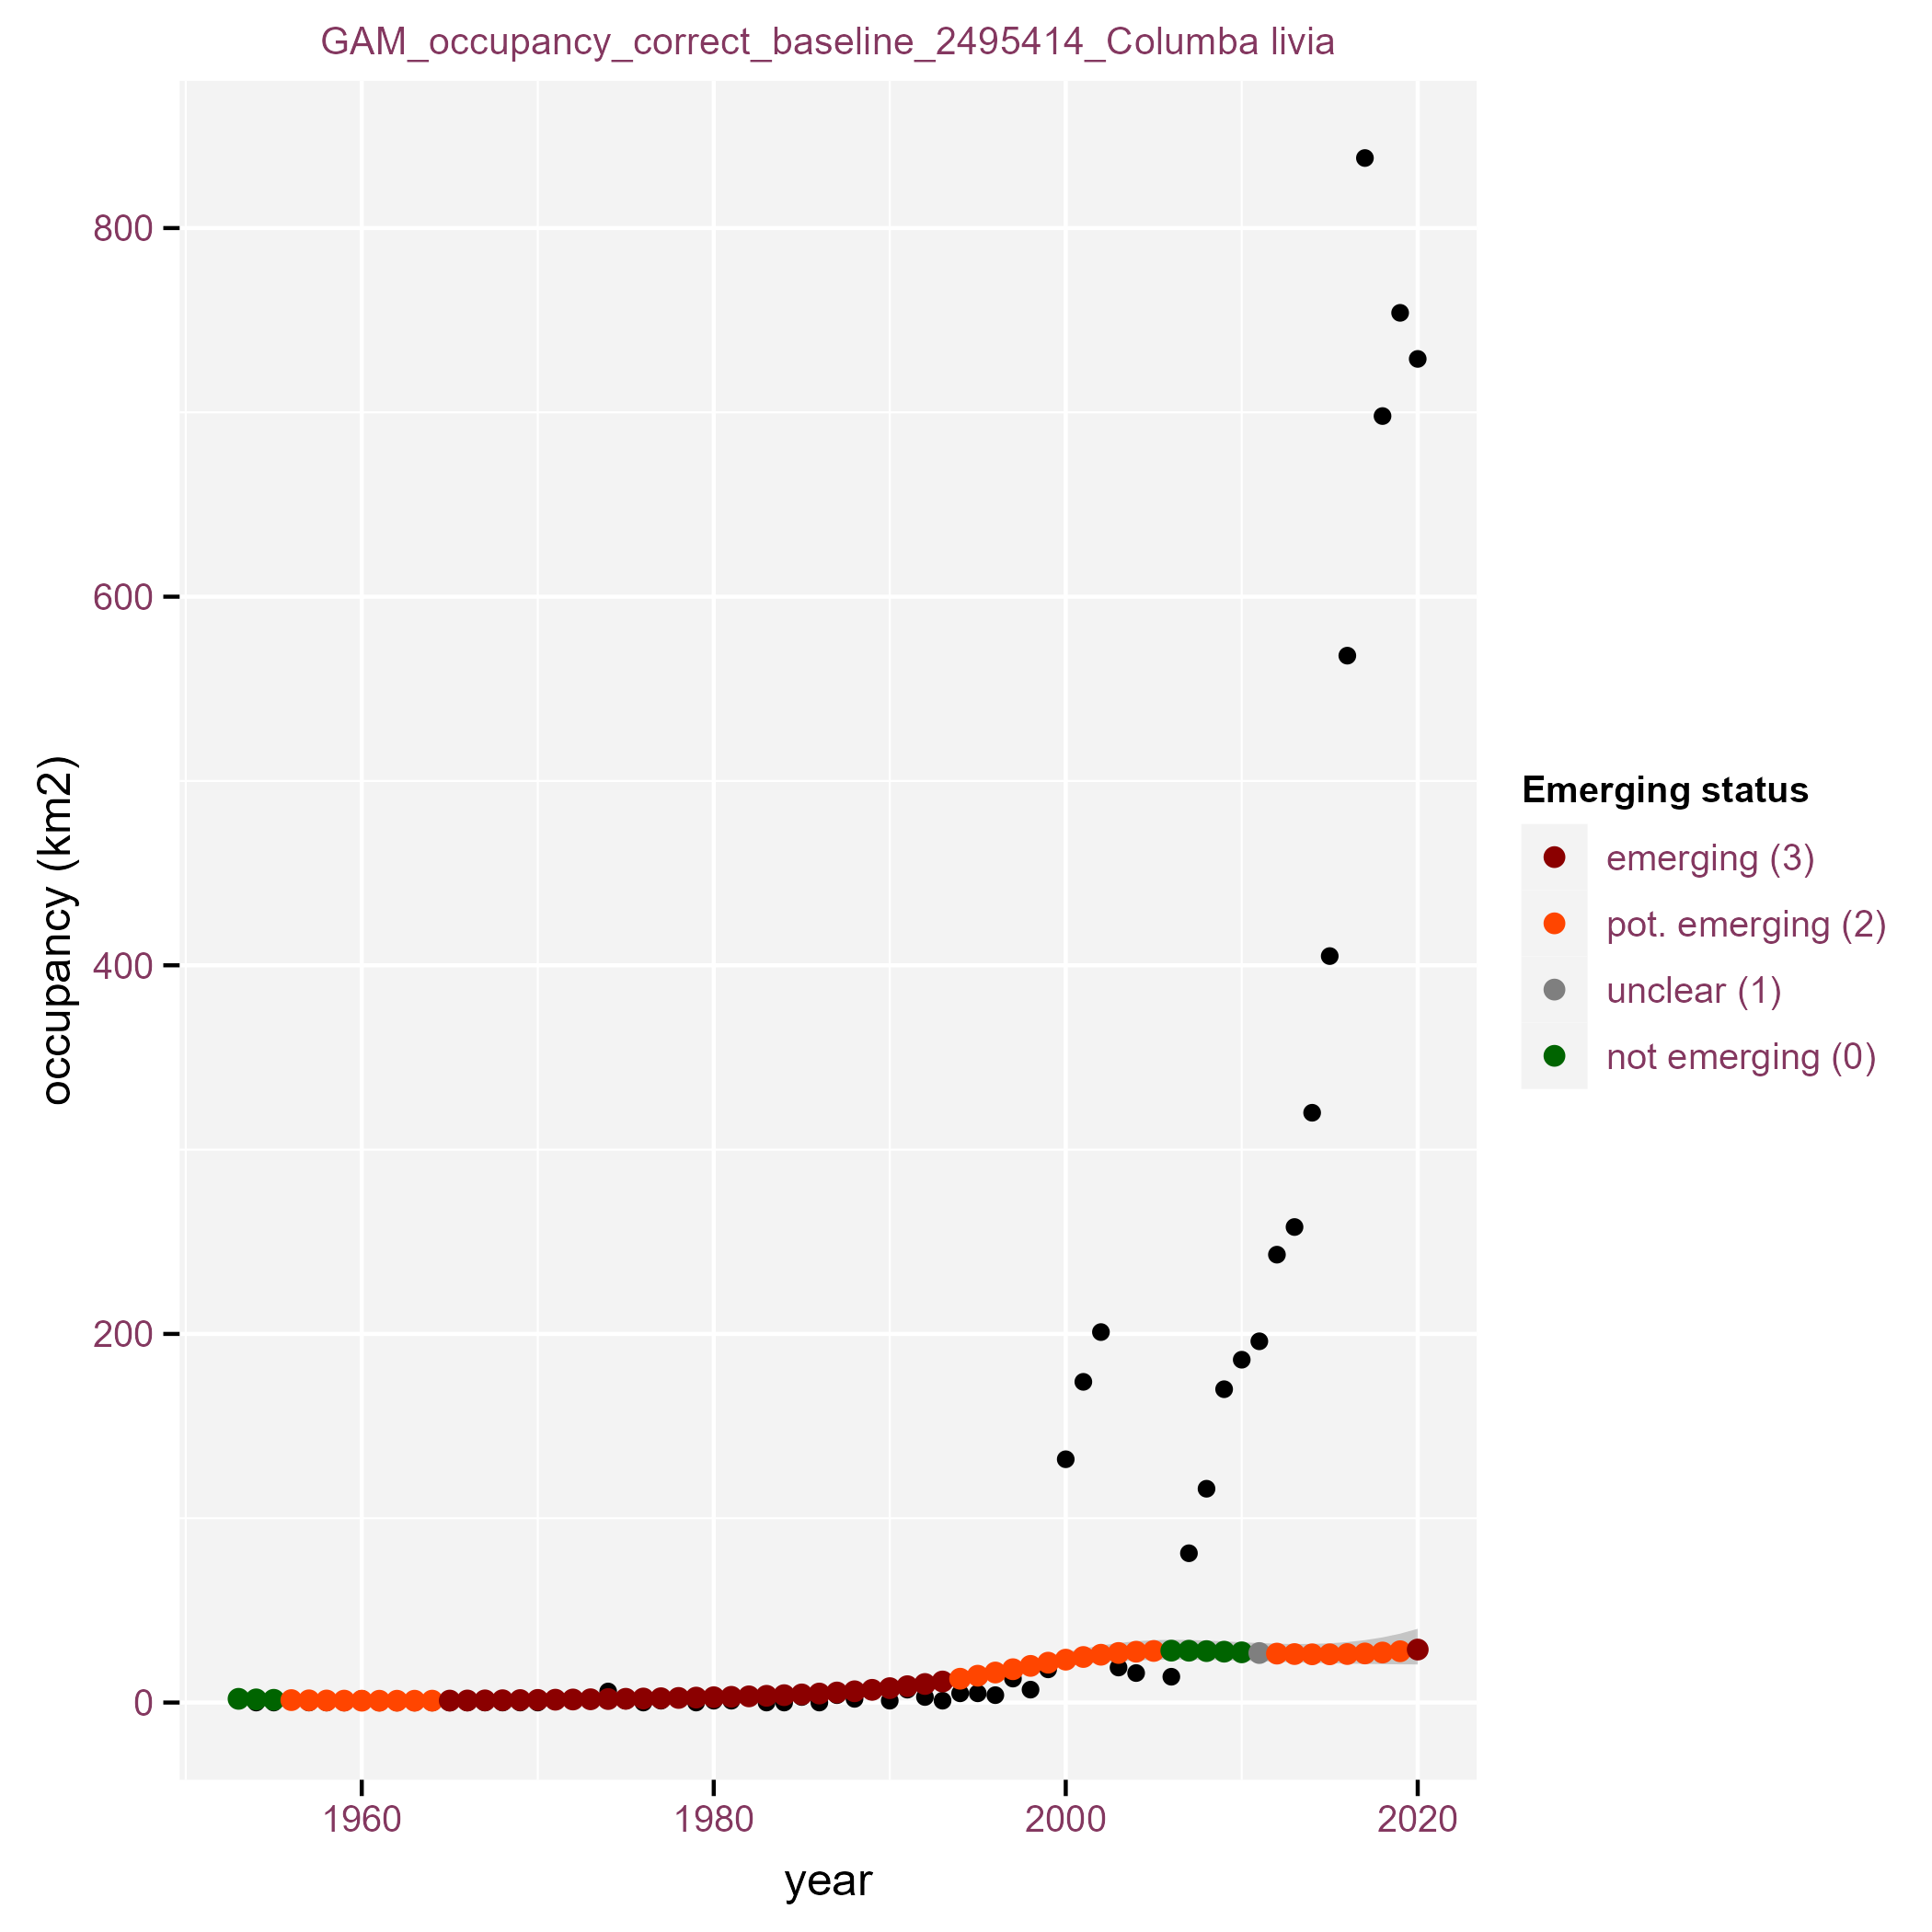 GAM_occupancy_correct_baseline_2495414_Columba livia
800
600
400
200
0
occupancy (km2)
1960
1980
2000
2020
year
Emerging status
emerging (3)
pot. emerging (2)
unclear (1)
not emerging (0)